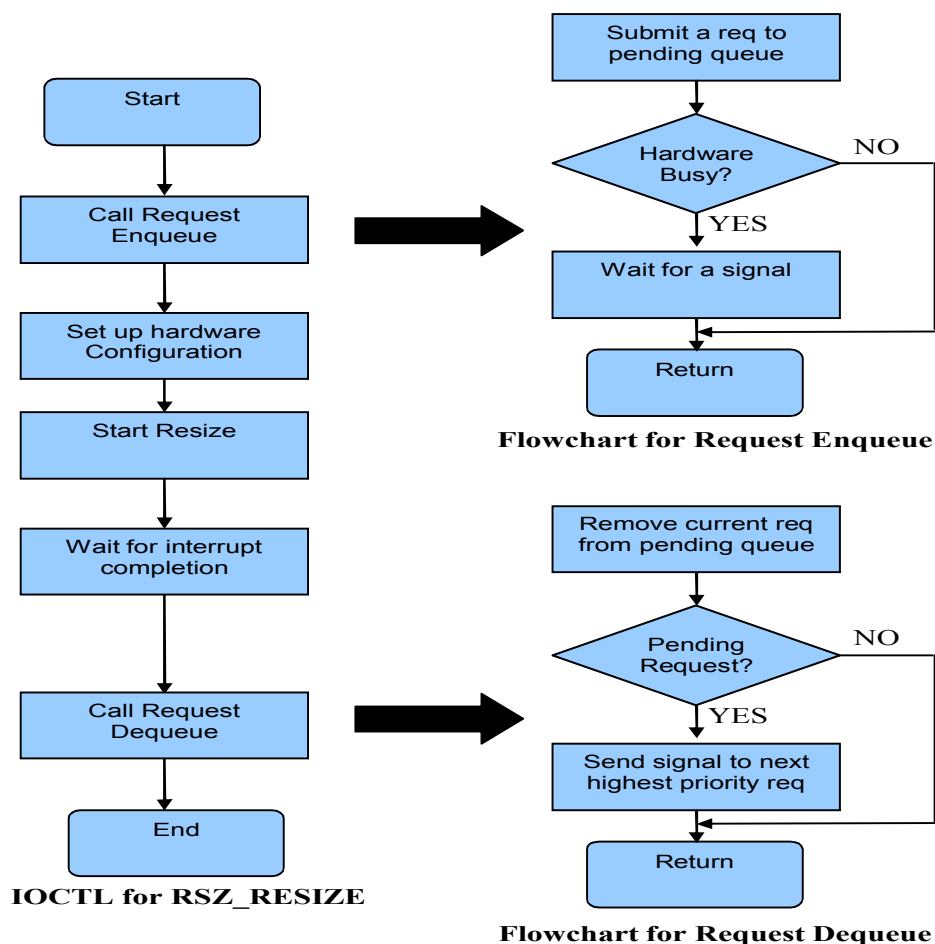 Start
Call Request
Enqueue
Set up hardware
Configuration
Start Resize
Wait for interrupt
completion
Call Request
Dequeue
End
IOCTL for RSZ_RESIZE
Submit a req to
pending queue
Hardware
Busy?
NO
YES
Wait for a signal
Return
Flowchart for Request Enqueue
Remove current req
from pending queue
Pending
Request?
NO
YES
Send signal to next
highest priority req
Return
Flowchart for Request Dequeue